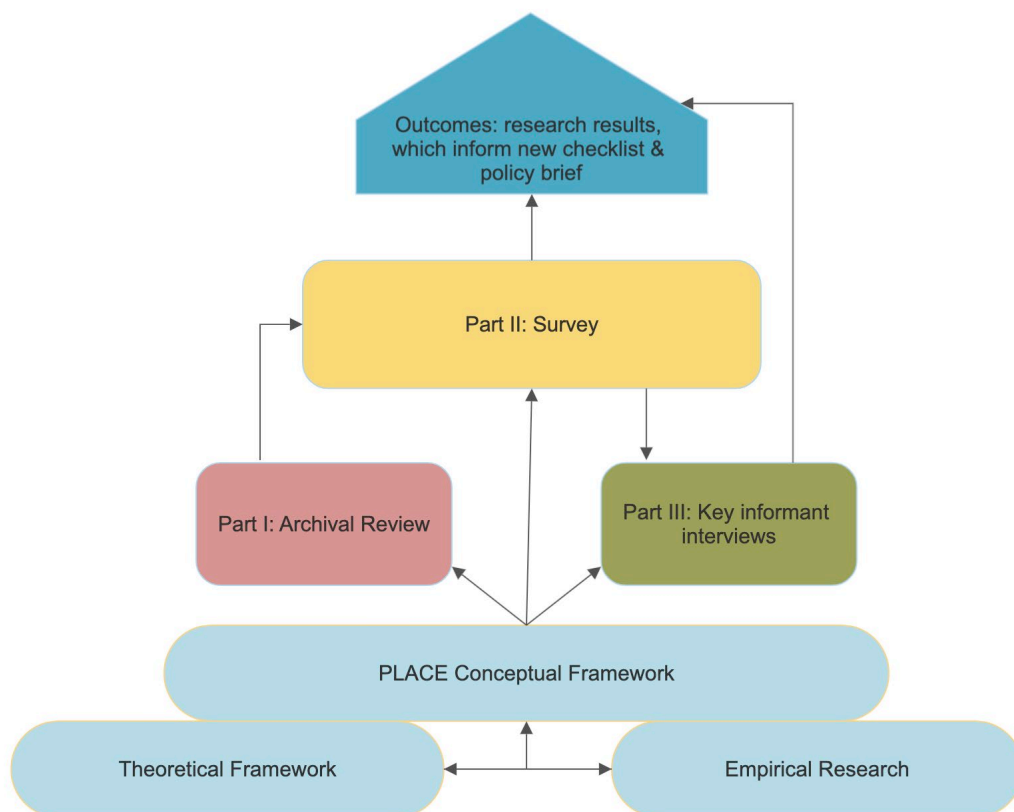 Outcomes: research results,
which inform new checklist &
policy brief
Part II: Survey
Part I: Archival Review
Part III: Key informant
interviews
PLACE Conceptual Framework
Theoretical Framework
Empirical Research